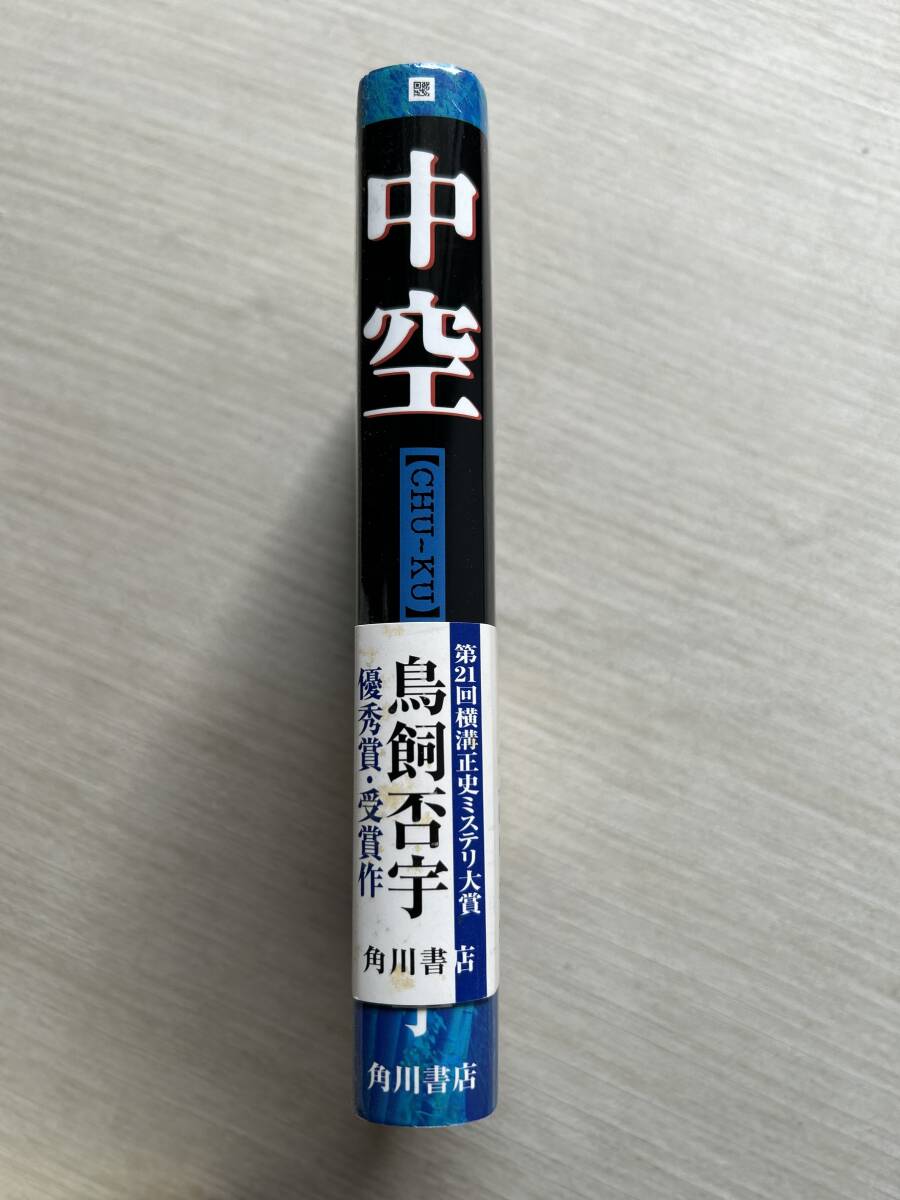 中空
【CHU-KU】
第21回横溝正史ミステリ大賞
鳥飼否宇
優秀賞・受賞作
角川書店
角川書店